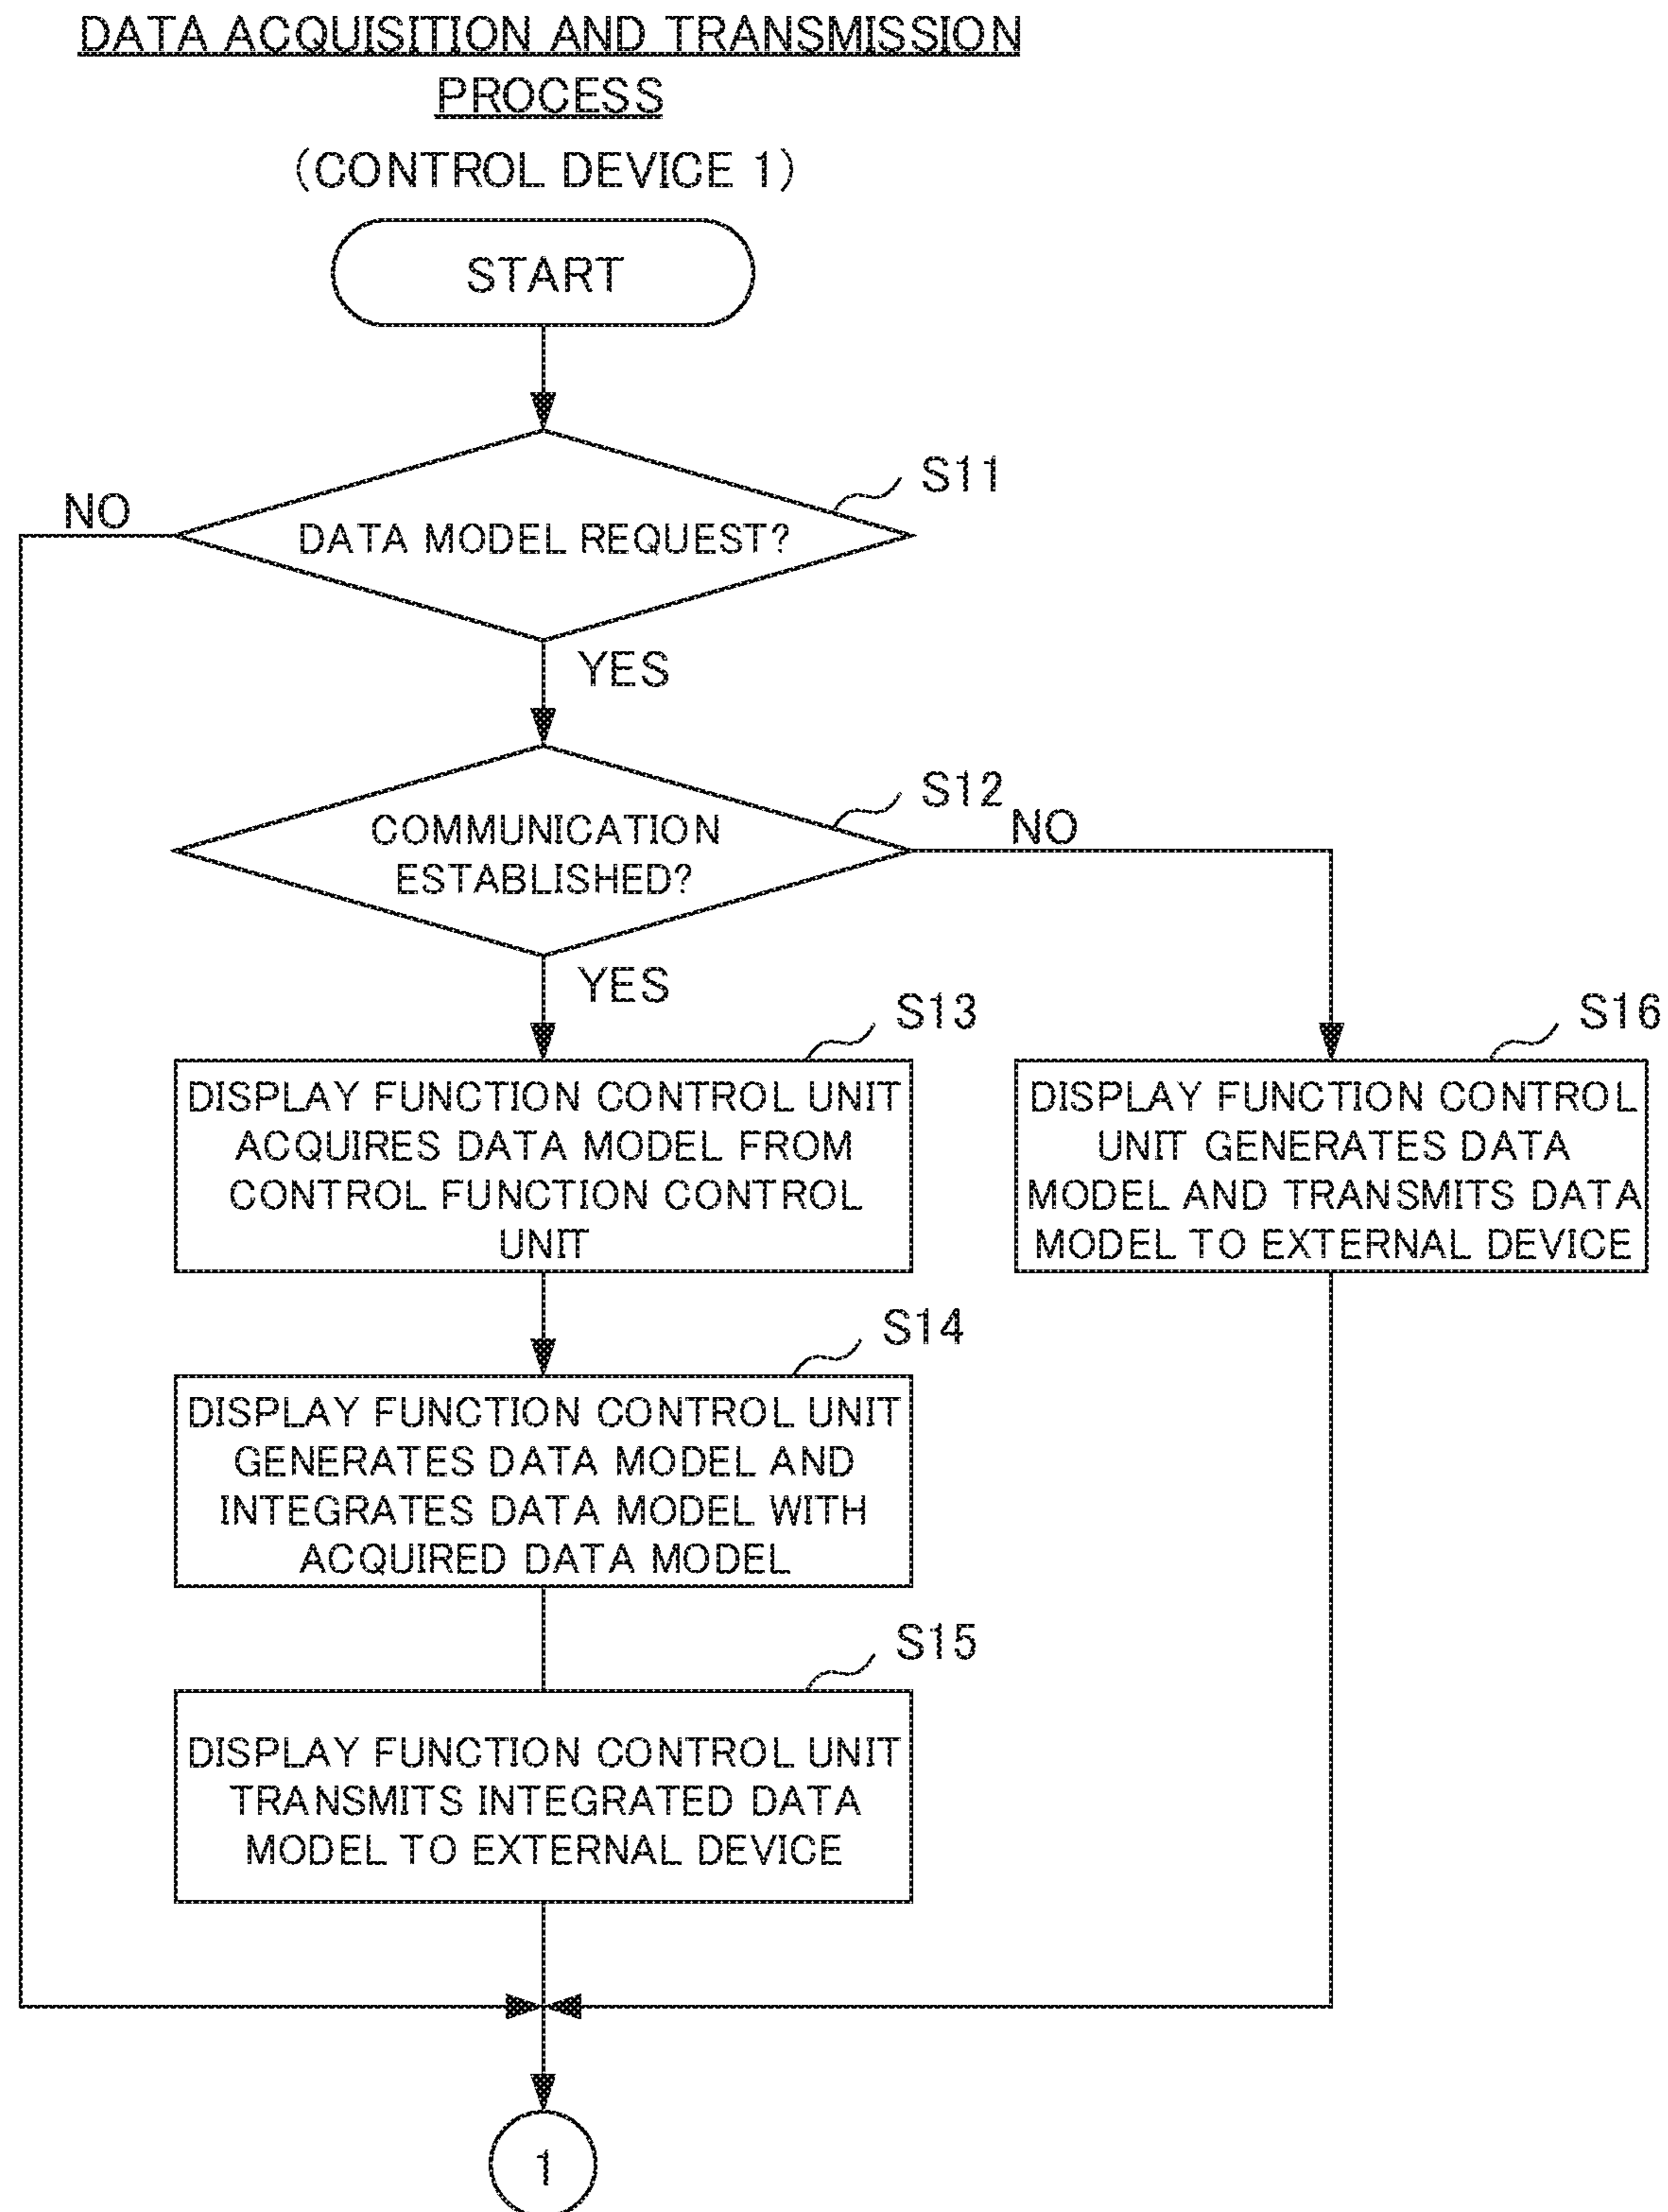 DATA ACQUISITION AND TRANSMISSION
PROCESS
(CONTROL DEVICE 1)
START
S11
NO
DATA MODEL REQUEST?
YES
S12
NO
COMMUNICATION
ESTABLISHED?
YES
S13
DISPLAY FUNCTION CONTROL UNIT
ACQUIRES DATA MODEL FROM
CONTROL FUNCTION CONTROL
UNIT
S16
DISPLAY FUNCTION CONTROL
UNIT GENERATES DATA
MODEL AND TRANSMITS DATA
MODEL TO EXTERNAL DEVICE
S14
DISPLAY FUNCTION CONTROL UNIT
GENERATES DATA MODEL AND
INTEGRATES DATA MODEL WITH
ACQUIRED DATA MODEL
S15
DISPLAY FUNCTION CONTROL UNIT
TRANSMITS INTEGRATED DATA
MODEL TO EXTERNAL DEVICE
1